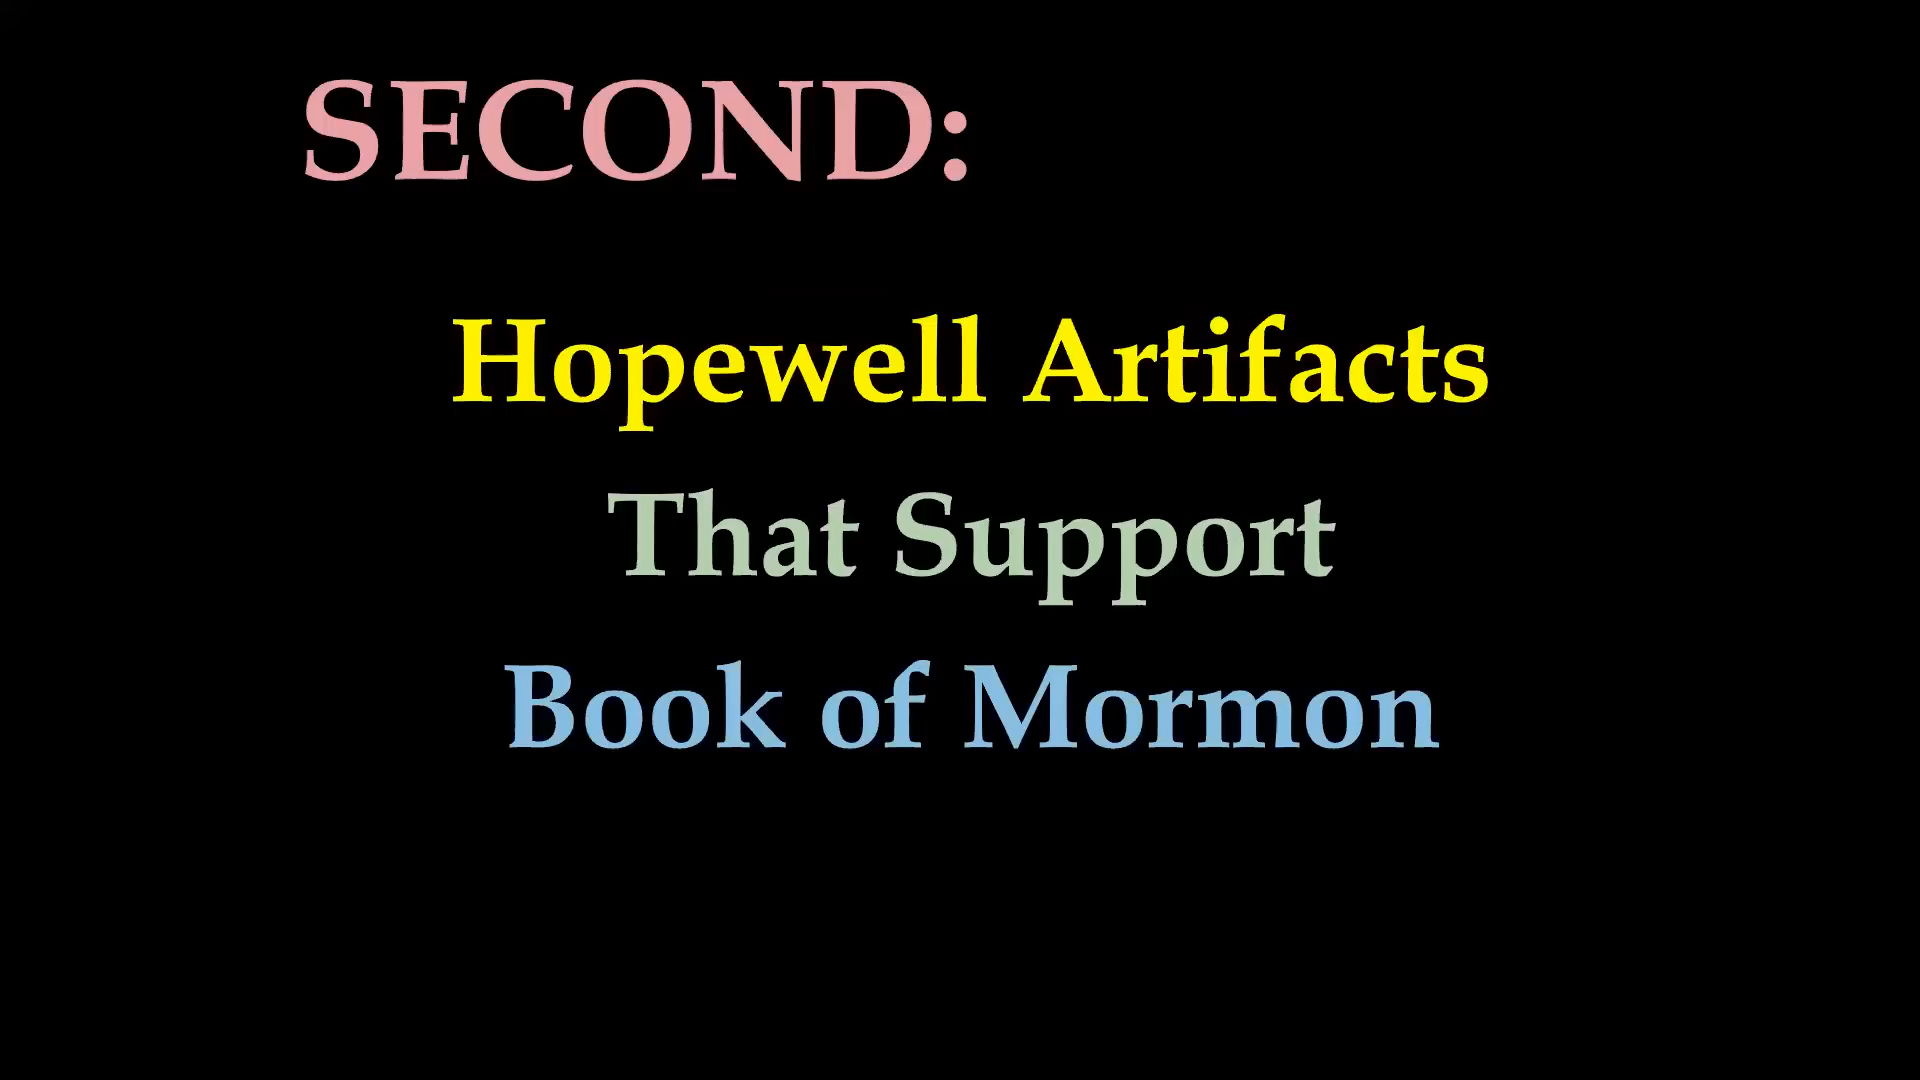 SECOND:
Hopewell Artifacts
That Support
Book of Mormon